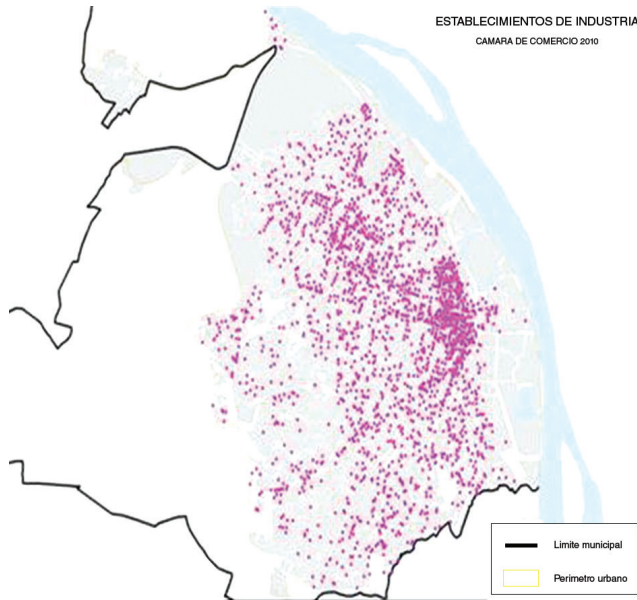 ESTABLECIMIENTOS DE INDUSTRIA
CAMARA DE COMERCIO 2010
Limite municipal
Perimetro urbano